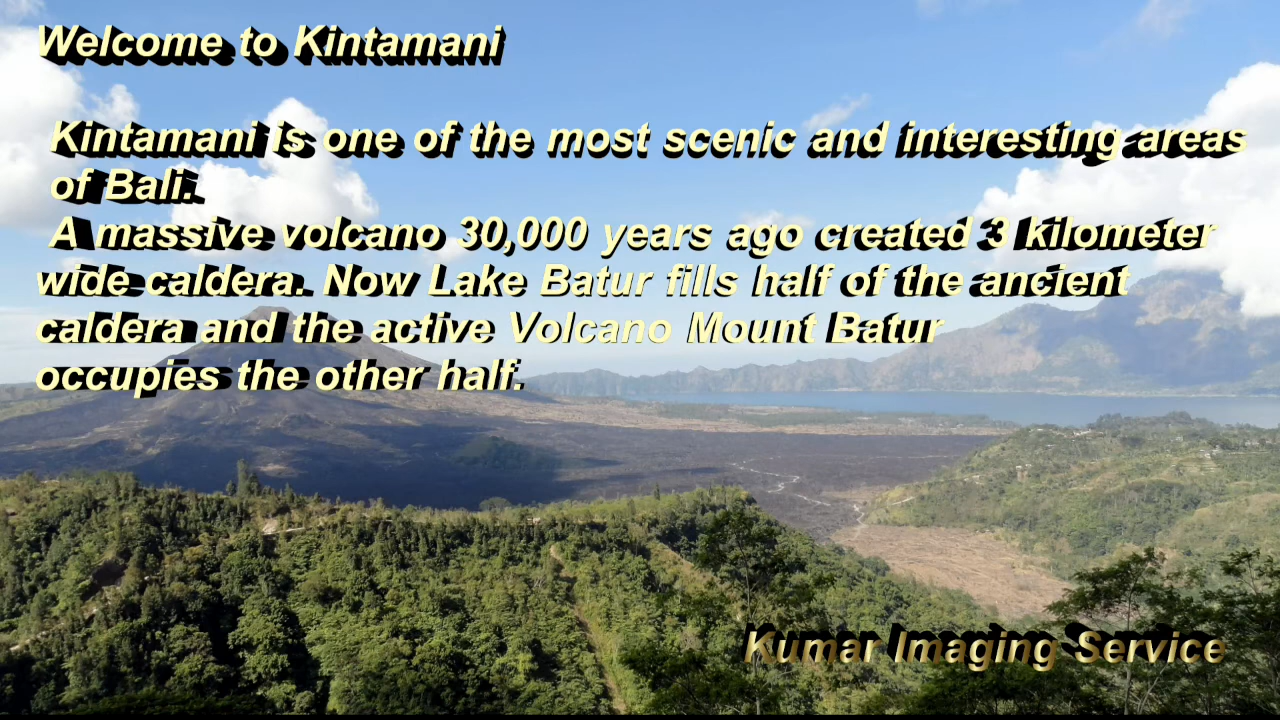 Welcome to Kintamani
Kintamani is one of the most scenic and interesting areas
of Bali.
A massive volcano 30,000 years ago created 3 kilometer
wide caldera. Now Lake Batur fills half of the ancient
caldera and the active Volcano Mount Batur
occupies the other half.
Kumar Imaging Service